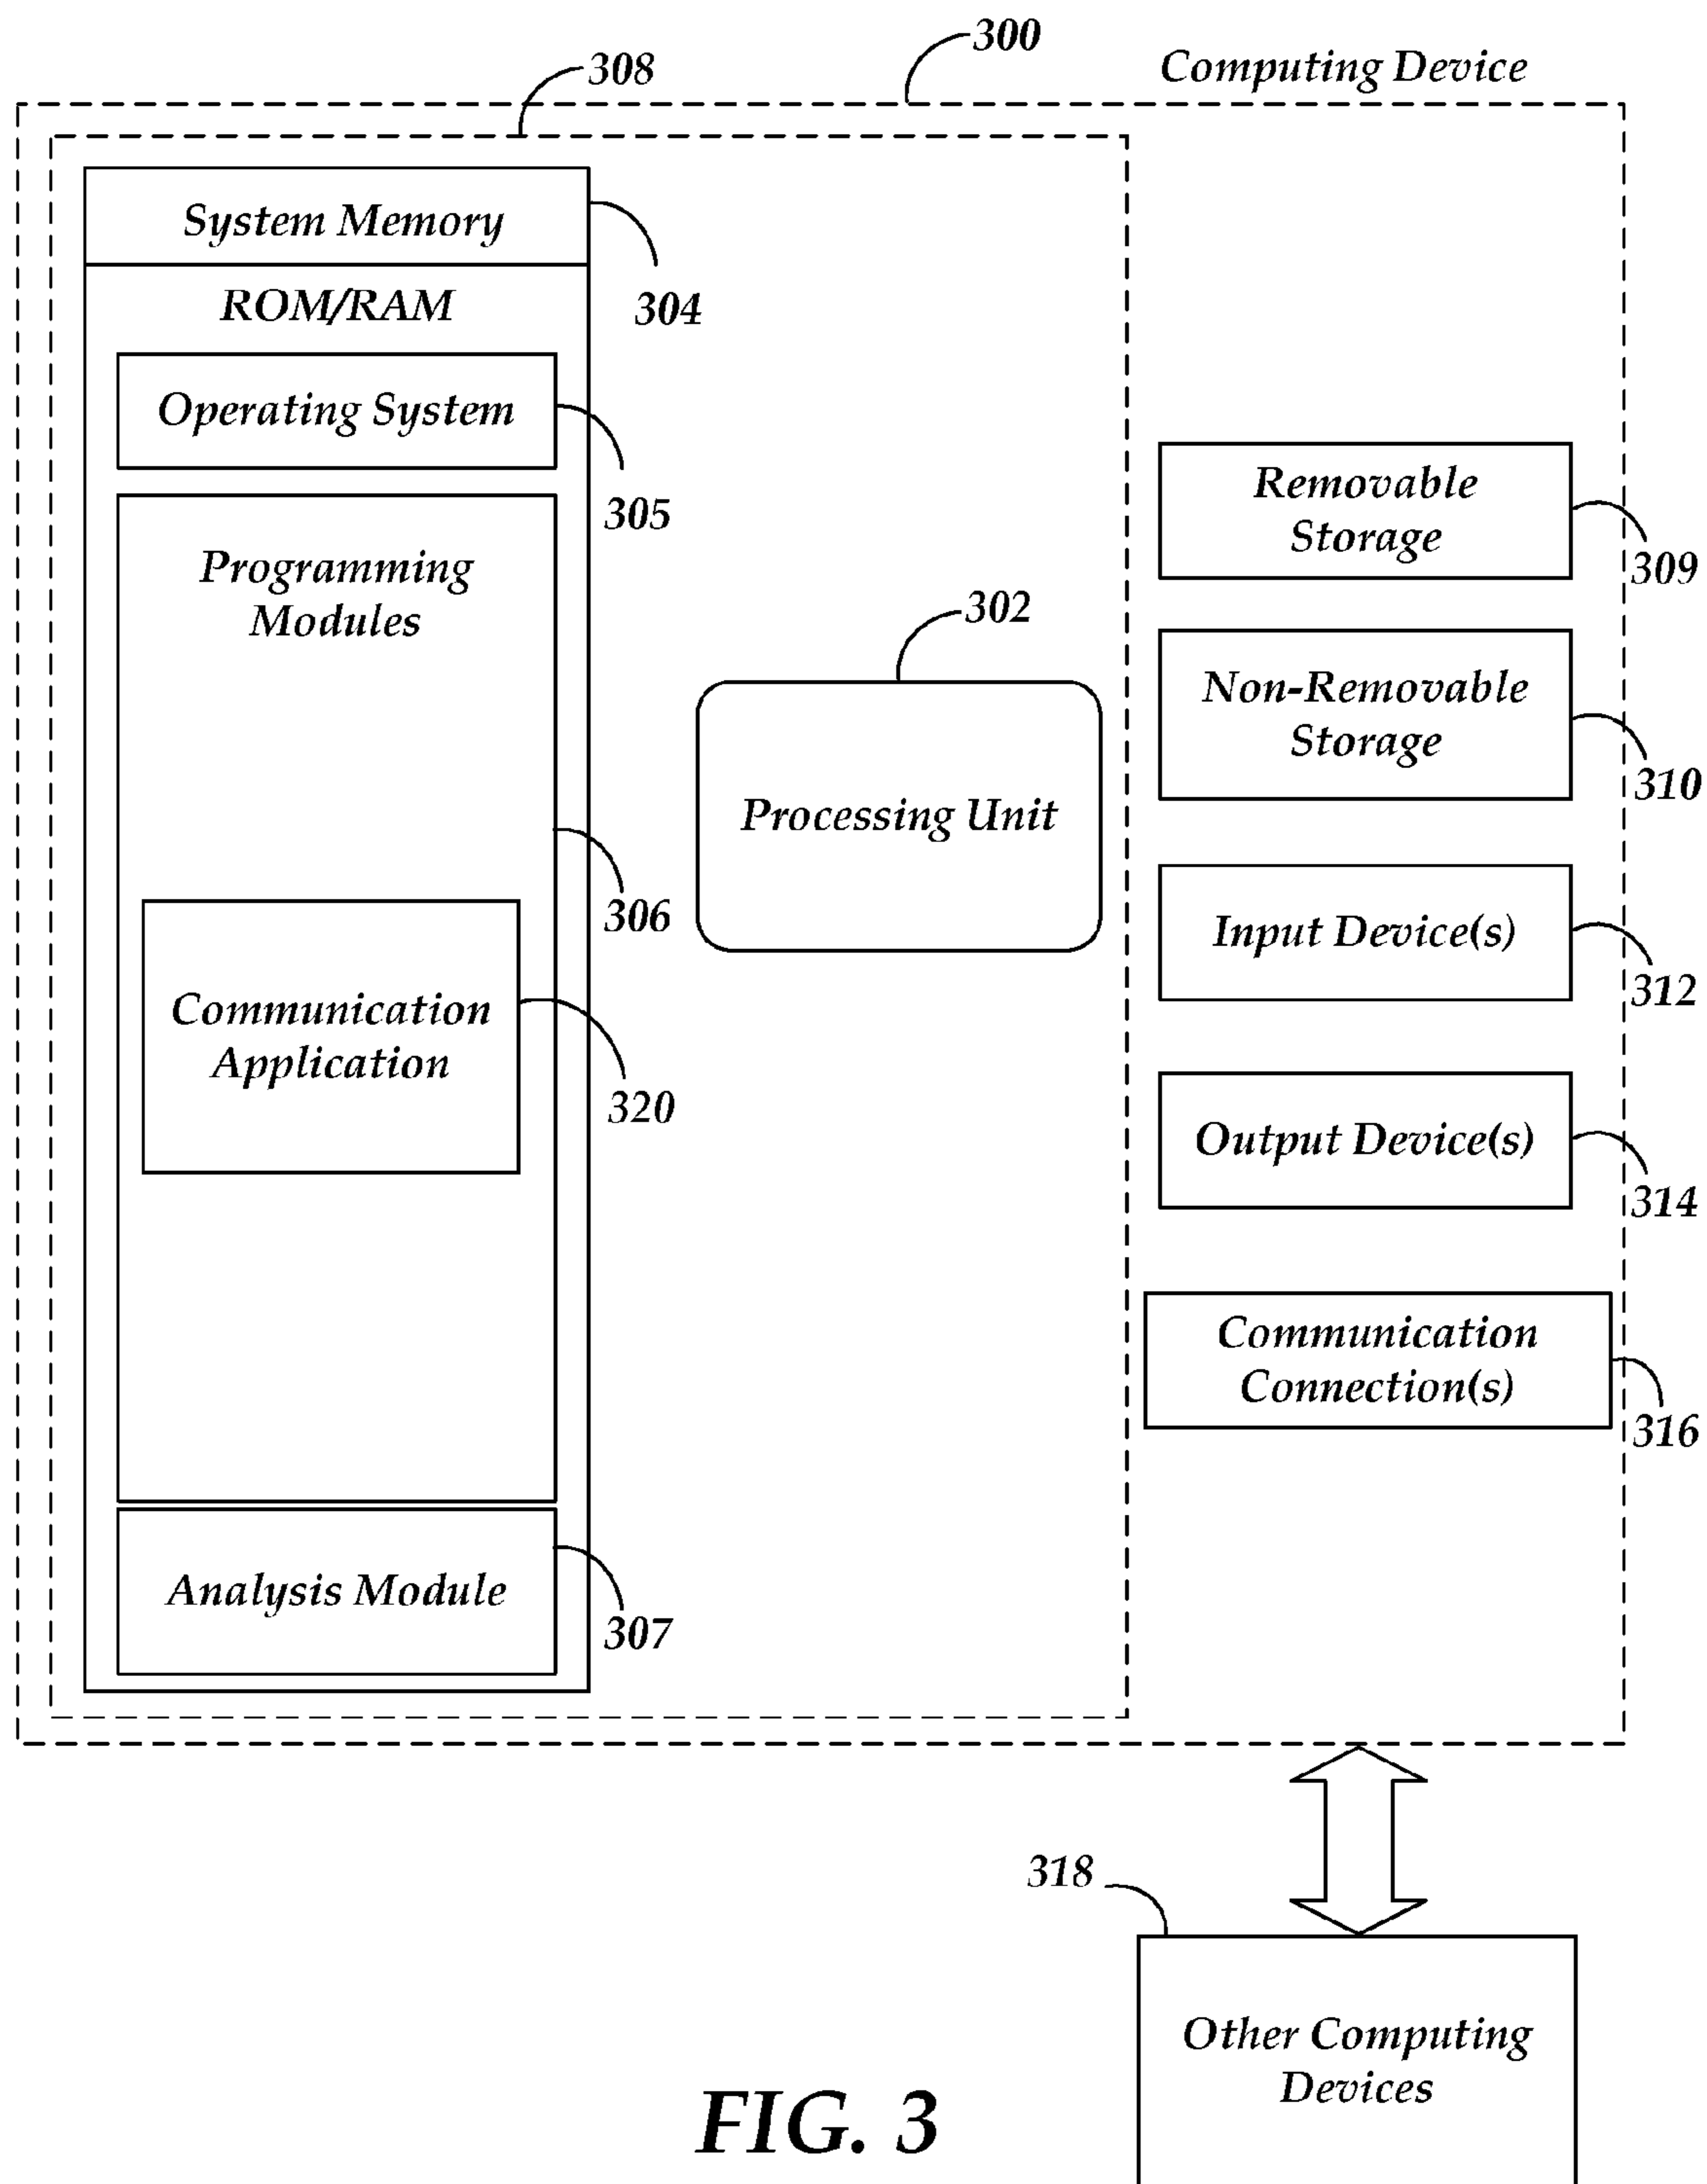 300
Computing Device
308
System Memory
304
ROM/RAM
Operating System
305
Programming
Modules
306
Communication
Application
320
Analysis Module
307
302
Processing Unit
Removable
Storage
309
Non-Removable
Storage
310
Input Device(s)
312
Output Device(s)
314
Communication
Connection(s)
316
318
Other Computing
Devices
FIG. 3